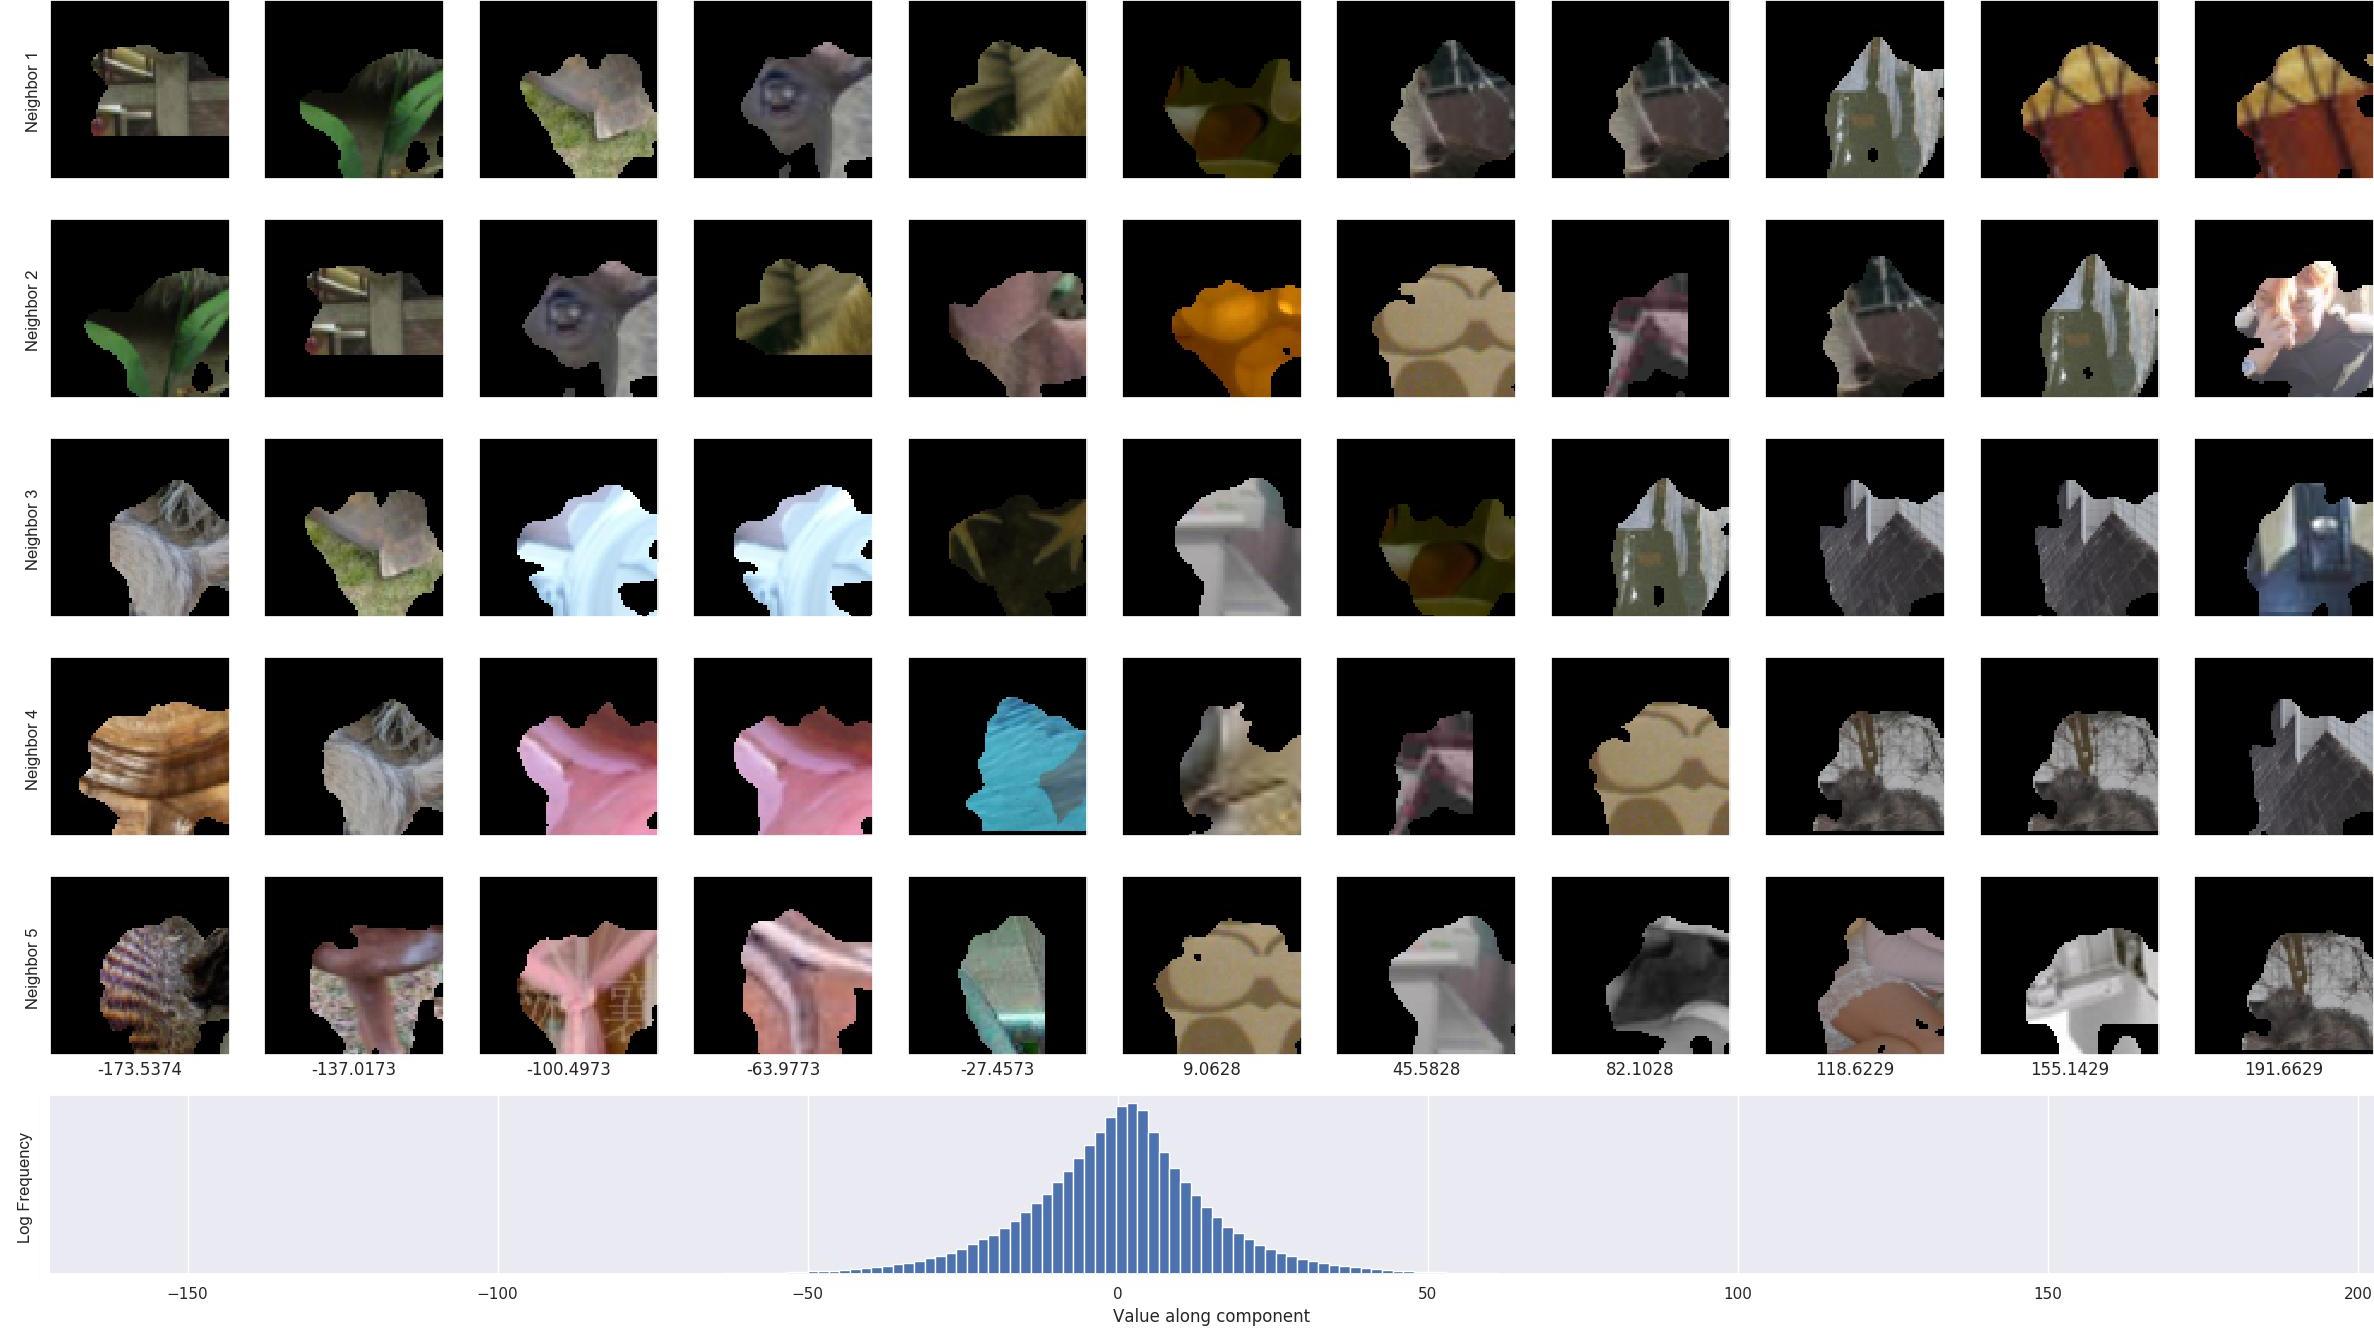 Neighbor 1
Neighbor 2
Neighbor 3
Neighbor 4
Neighbor 5
-173.5374 -137.0173 -100.4973 -63.9773 -27.4573 9.0628 45.5828 82.1028 118.6229 155.1429 191.6629
Log Frequency
−150 −100 −50 0 50 100 150 200
Value along component